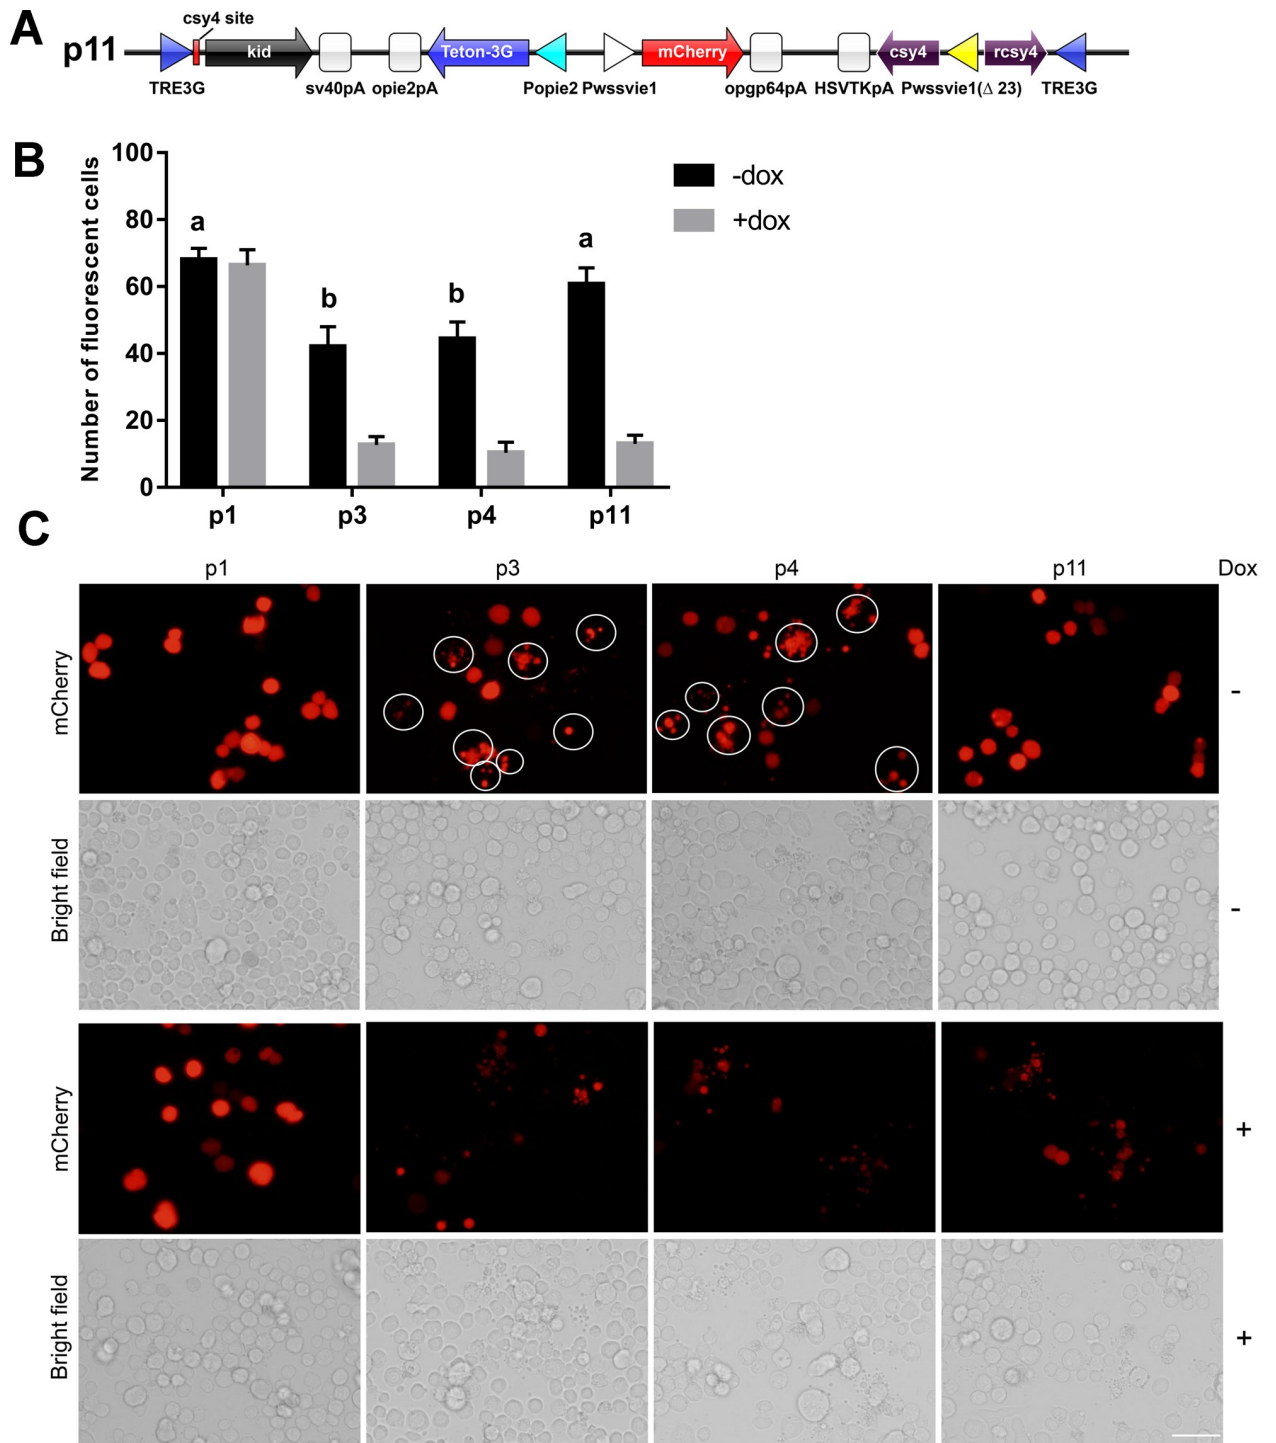 A
csy4 site
p11
kid
Teton-3G
mCherry
csy4
rcsy4
TRE3G
sv40pA
opie2pA
Popie2
Pwssvie1
opgp64pA
HSVTKpA
Pwssvie1(Δ 23)
TRE3G
B
Number of fluorescent cells
100
80
60
40
20
0
a
b
b
a
p1
p3
p4
p11
-dox
+dox
C
p1
p3
p4
p11
Dox
mCherry
-
Bright field
-
mCherry
+
Bright field
+